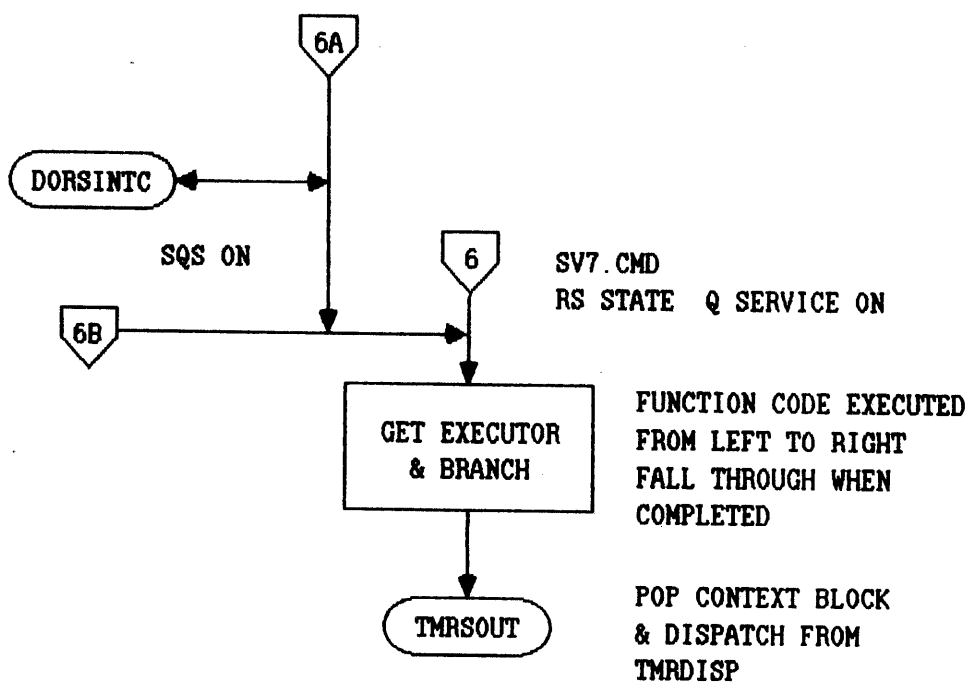 6A
DORSINTC
SQS ON
6
SV7.CMD
RS STATE Q SERVICE ON
6B
GET EXECUTOR
& BRANCH
FUNCTION CODE EXECUTED
FROM LEFT TO RIGHT
FALL THROUGH WHEN
COMPLETED
TMRSOUT
POP CONTEXT BLOCK
& DISPATCH FROM
TMRDISP